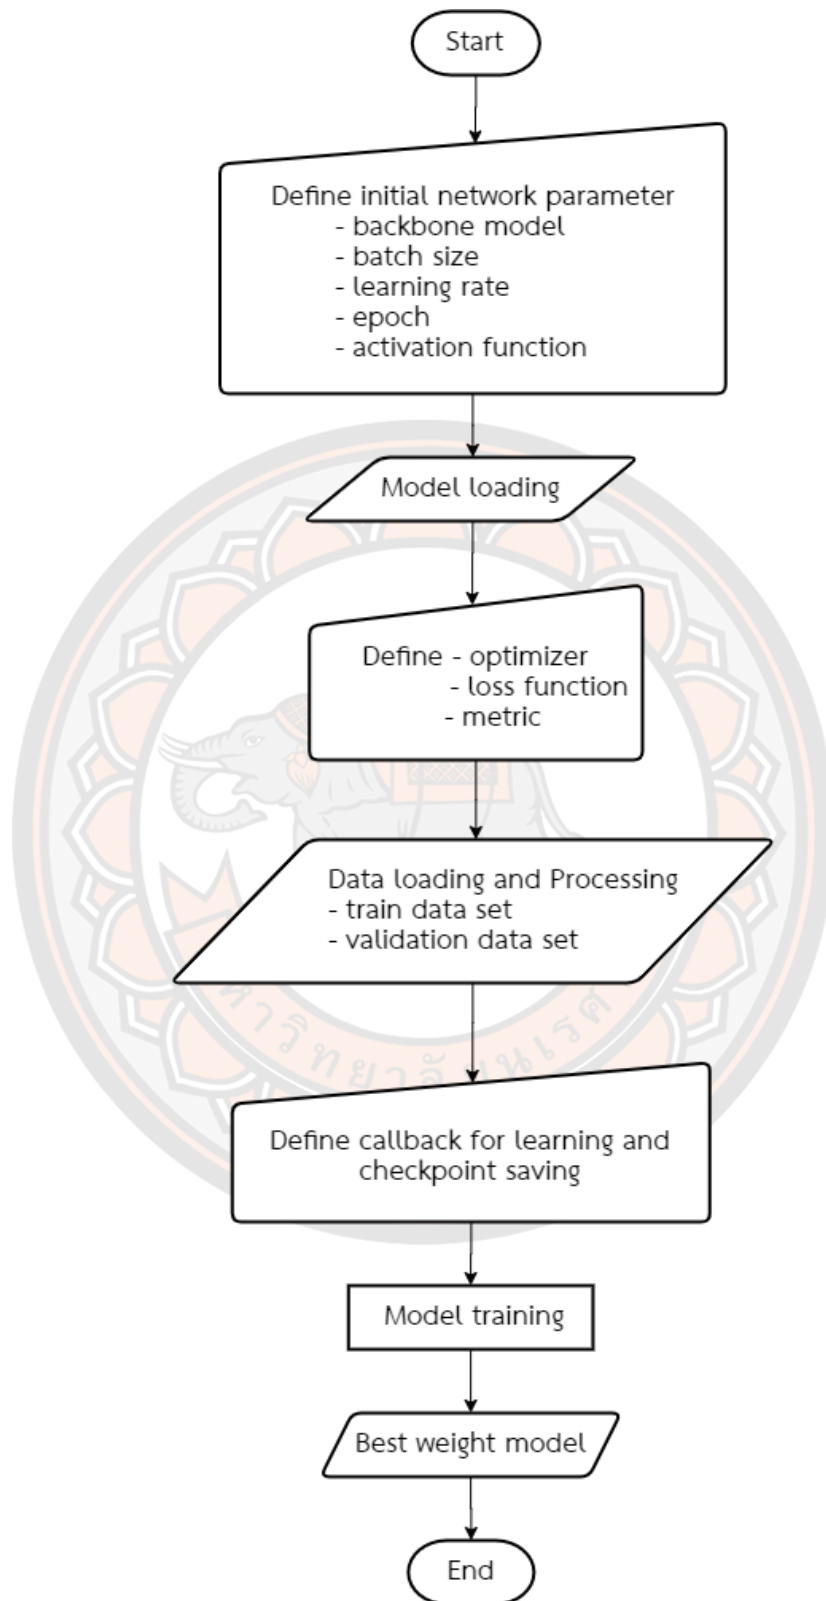 Start
Define initial network parameter
- backbone model
- batch size
- learning rate
- epoch
- activation function
Model loading
Define - optimizer
- loss function
- metric
Data loading and Processing
- train data set
- validation data set
Define callback for learning and
checkpoint saving
Model training
Best weight model
End